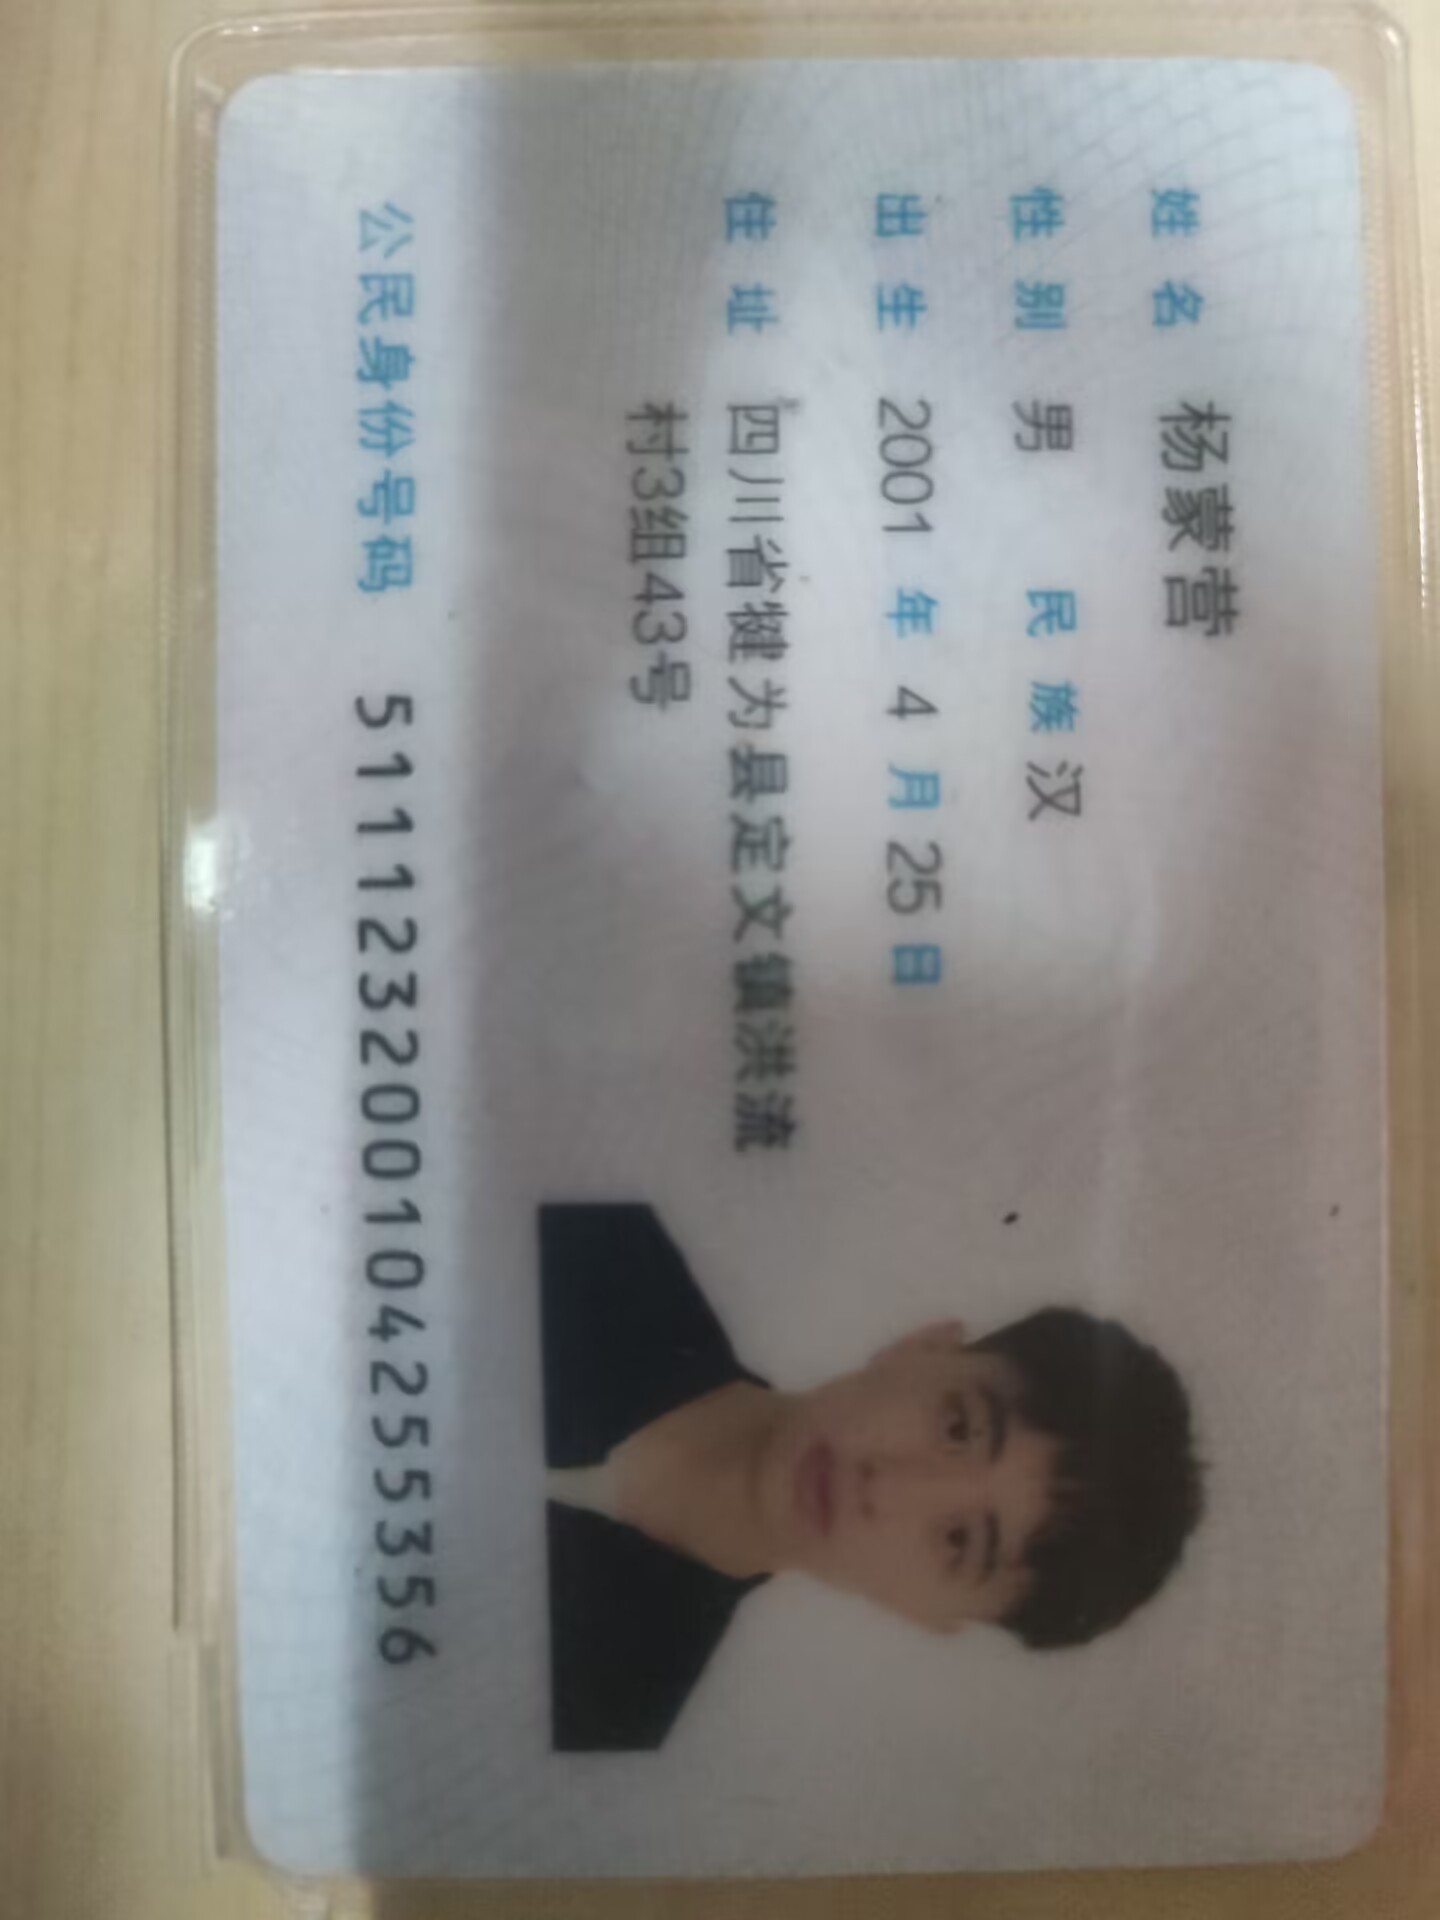 姓名 杨蒙营
性别 男 民族 汉
出生 2001 年 4 月 25 日
住址 四川省犍为县定文镇洪流
村3组43号
公民身份号码 511123200104255356